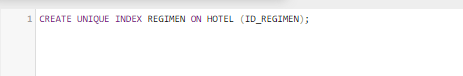 1 CREATE UNIQUE INDEX REGIMEN ON HOTEL (ID_REGIMEN);